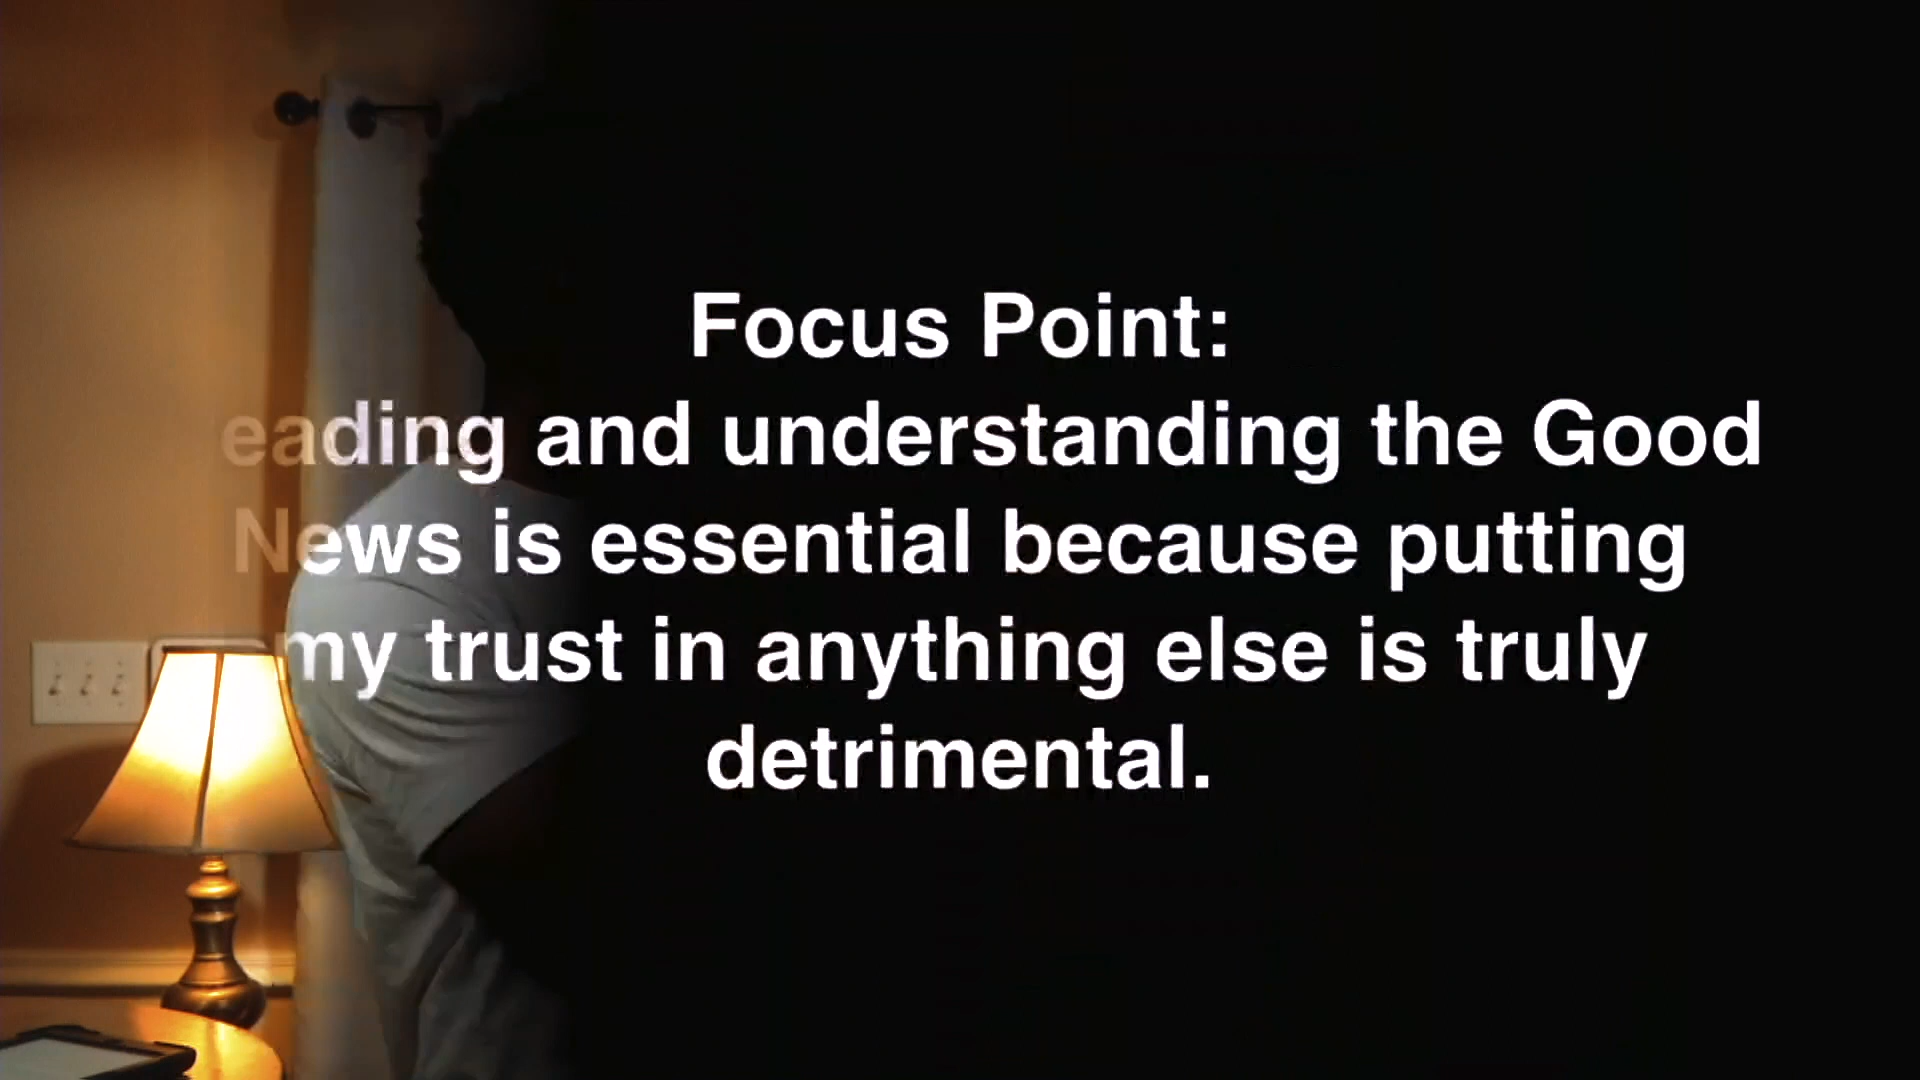 Focus Point:
eading and understanding the Good
News is essential because putting
my trust in anything else is truly
detrimental.